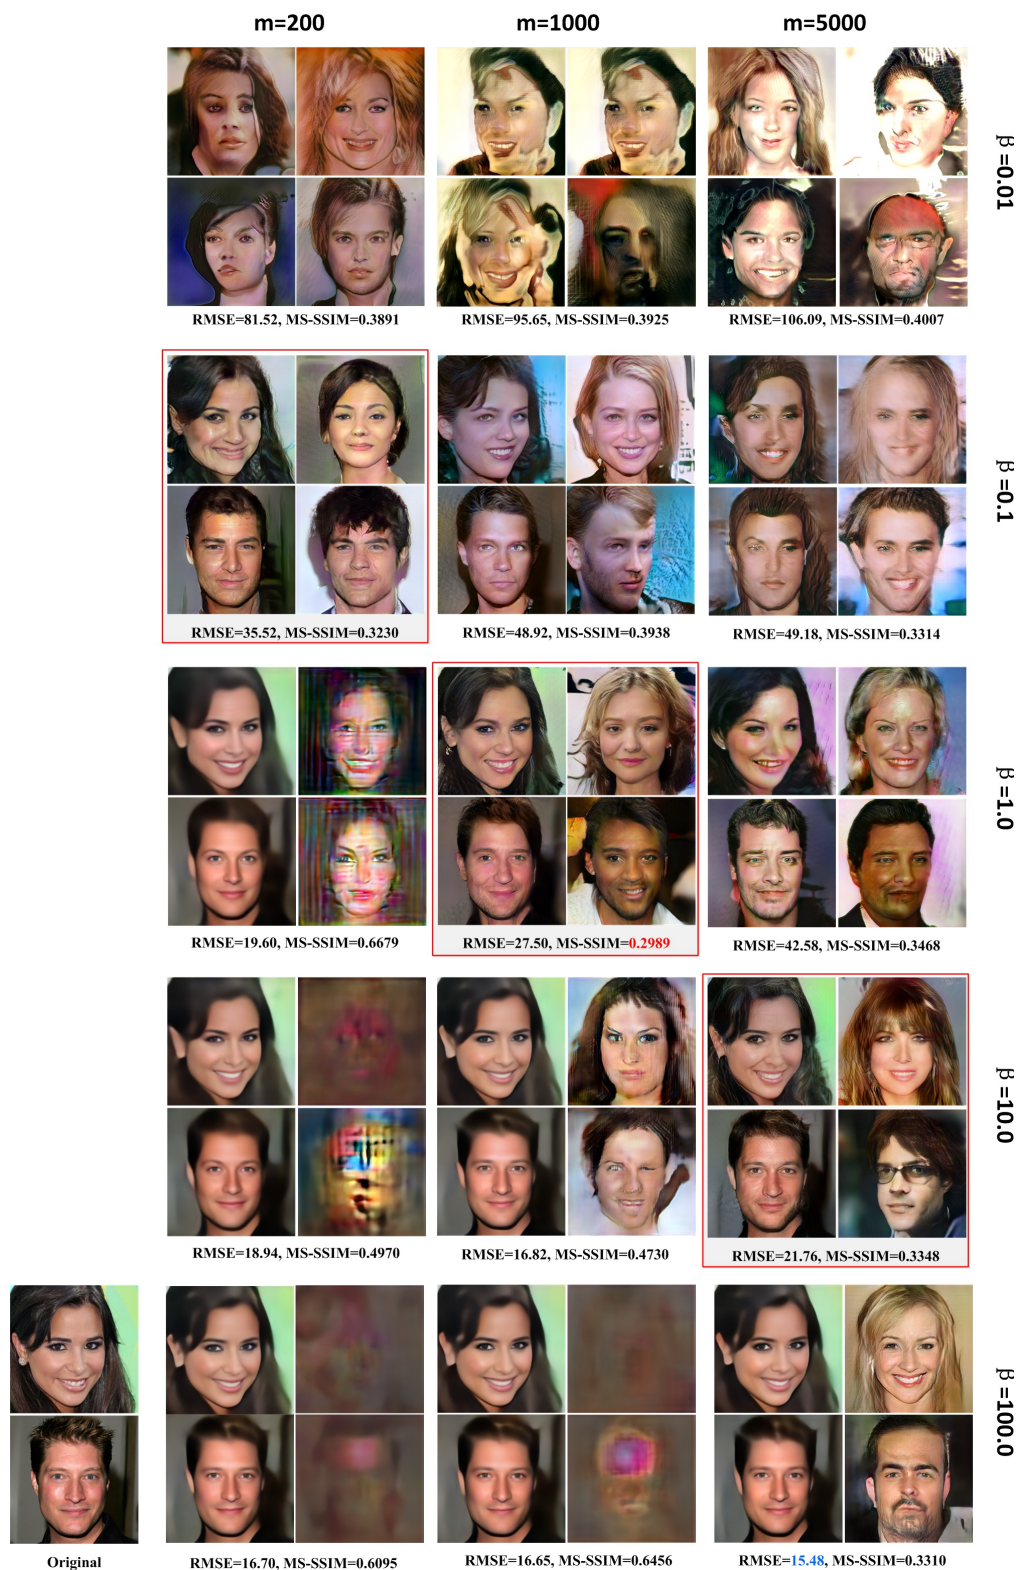 m=200 m=1000 m=5000
β=0.01
RMSE=81.52, MS-SSIM=0.3891 RMSE=95.65, MS-SSIM=0.3925 RMSE=106.09, MS-SSIM=0.4007
β=0.1
RMSE=35.52, MS-SSIM=0.3230 RMSE=48.92, MS-SSIM=0.3938 RMSE=49.18, MS-SSIM=0.3314
β=1.0
RMSE=19.60, MS-SSIM=0.6679 RMSE=27.50, MS-SSIM=0.2989 RMSE=42.58, MS-SSIM=0.3468
β=10.0
RMSE=18.94, MS-SSIM=0.4970 RMSE=16.82, MS-SSIM=0.4730 RMSE=21.76, MS-SSIM=0.3348
β=100.0
Original RMSE=16.70, MS-SSIM=0.6095 RMSE=16.65, MS-SSIM=0.6456 RMSE=15.48, MS-SSIM=0.3310